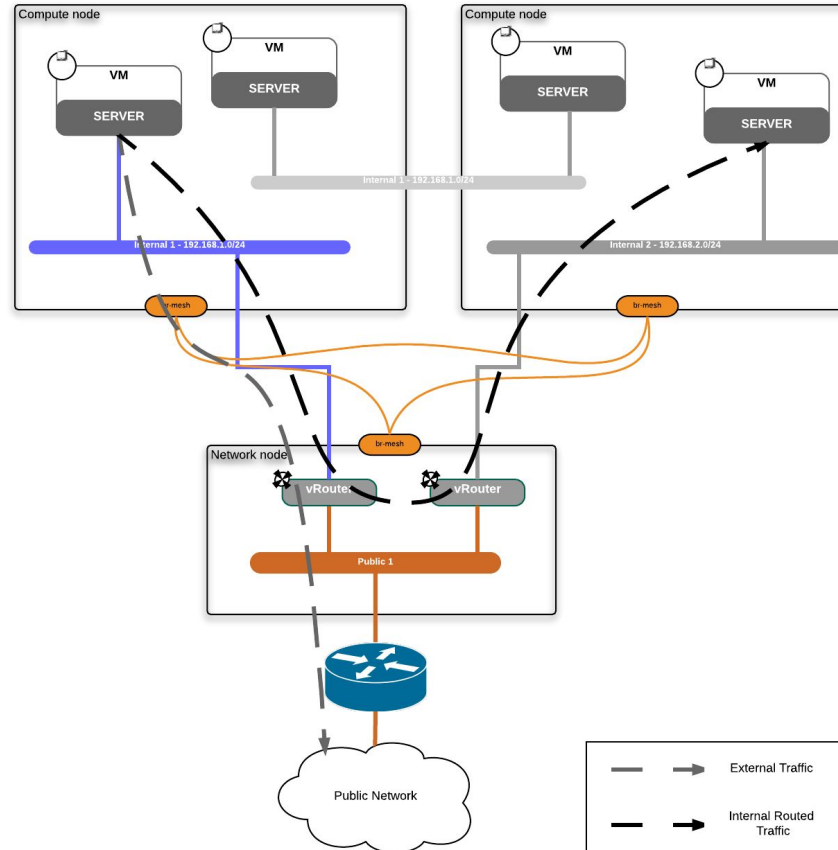 Compute node
Compute node
VM
SERVER
VM
SERVER
VM
SERVER
VM
SERVER
Internal 1 - 192.168.1.0/24
Internal 1 - 192.168.1.0/24
Internal 2 - 192.168.2.0/24
br-mesh
br-mesh
br-mesh
Network node
vRouter
vRouter
Public 1
Public Network
External Traffic
Internal Routed
Traffic